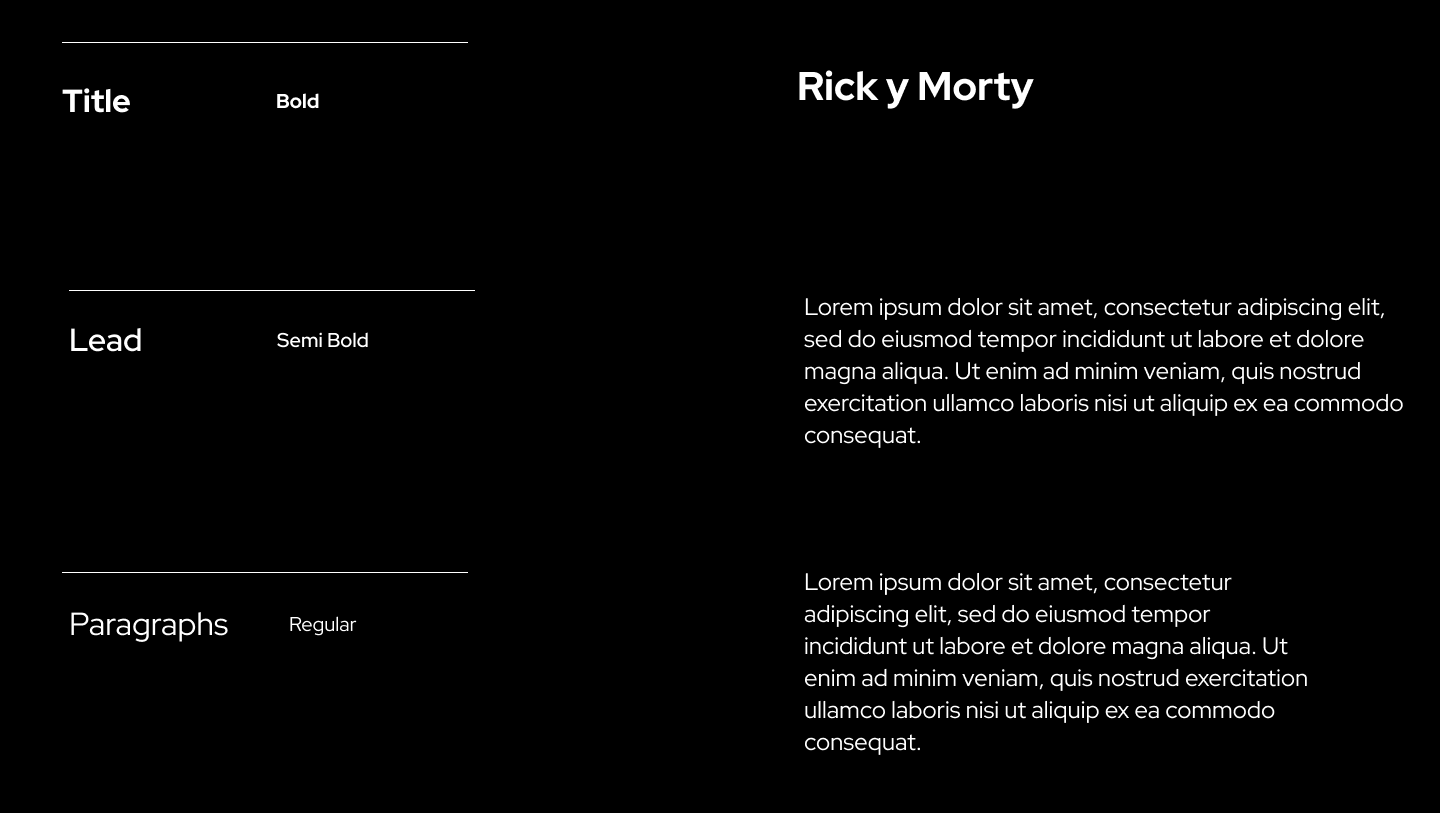 Title
Bold
Rick y Morty
Lead
Semi Bold
Lorem ipsum dolor sit amet, consectetur adipiscing elit,
sed do eiusmod tempor incididunt ut labore et dolore
magna aliqua. Ut enim ad minim veniam, quis nostrud
exercitation ullamco laboris nisi ut aliquip ex ea commodo
consequat.
Paragraphs
Regular
Lorem ipsum dolor sit amet, consectetur
adipiscing elit, sed do eiusmod tempor
incididunt ut labore et dolore magna aliqua. Ut
enim ad minim veniam, quis nostrud exercitation
ullamco laboris nisi ut aliquip ex ea commodo
consequat.